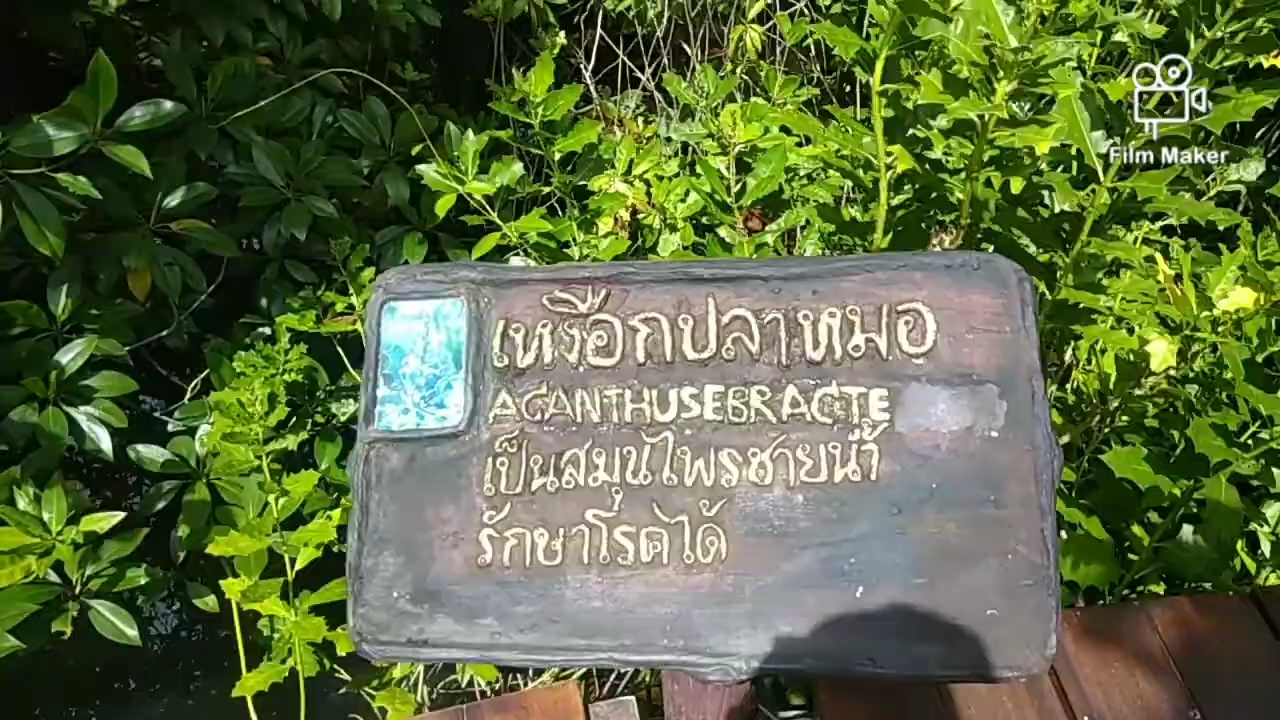 Film Maker
เหงือกปลาหมอ
ACANTHUSEBRACTE
เป็นสมุนไพรชายน้ำ
รักษาโรคได้